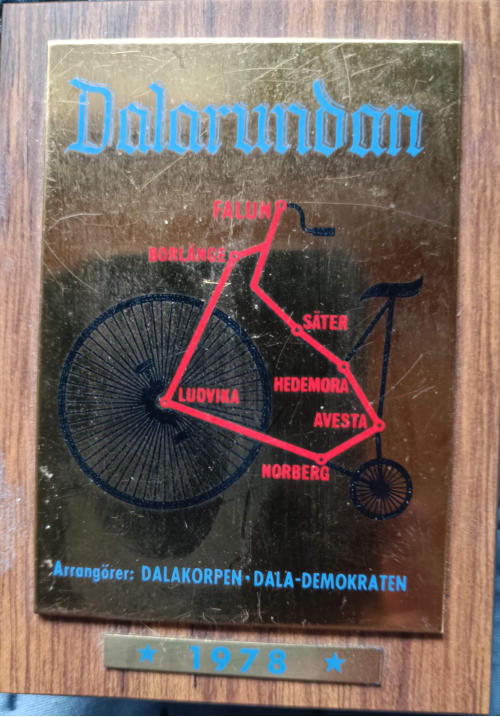 Dalarundan
FALUN
BORLÄNGE
SÄTER
HEDEMORA
LUDVIKA
AVESTA
NORBERG
Arrangörer: DALAKORPEN • DALA-DEMOKRATEN
★ 1978 ★